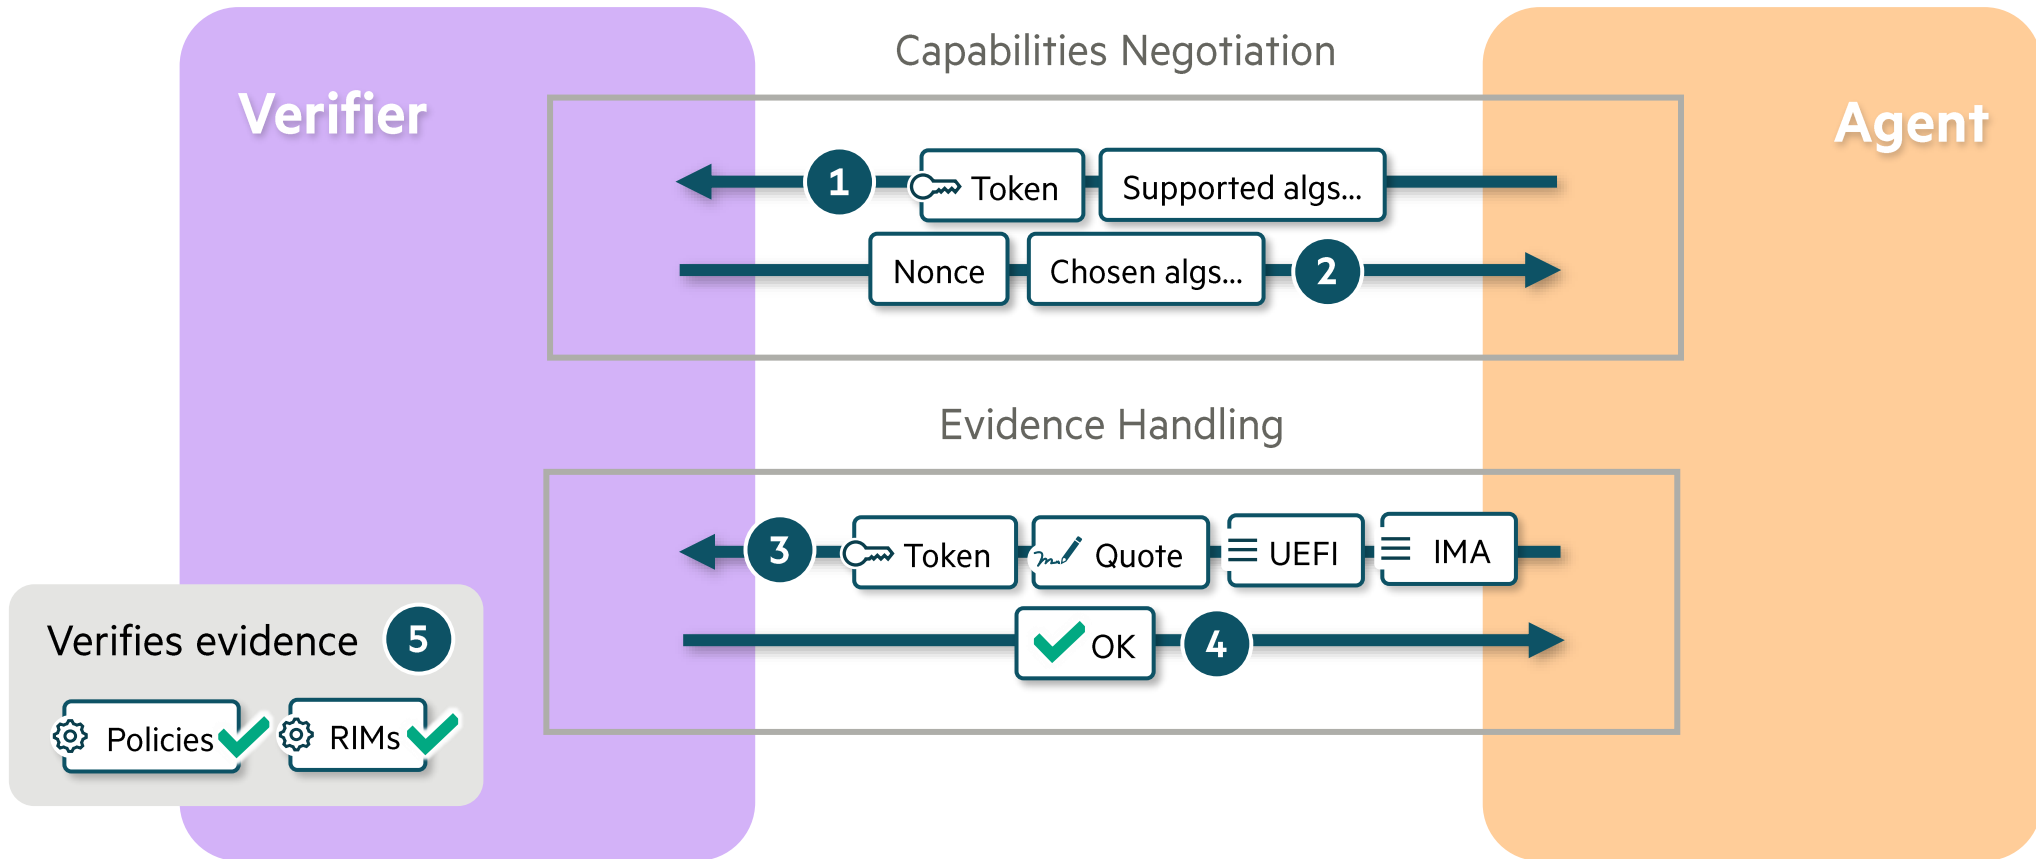 Capabilities Negotiation
Verifier
Agent
1 Token Supported algs...
Nonce Chosen algs... 2
Evidence Handling
3 Token Quote UEFI IMA
OK 4
Verifies evidence 5
Policies RIMs